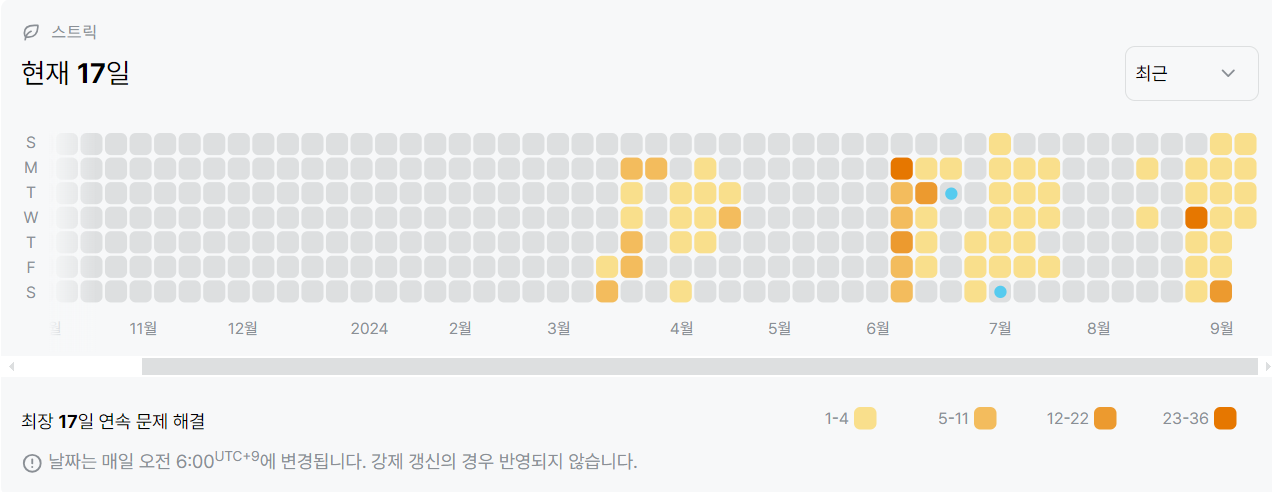 스트릭
현재 17일
최근
S
M
T
W
T
F
S
월 11월 12월 2024 2월 3월 4월 5월 6월 7월 8월 9월
최장 17일 연속 문제 해결
1-4 5-11 12-22 23-36
날짜는 매일 오전 6:00UTC+9에 변경됩니다. 강제 갱신의 경우 반영되지 않습니다.